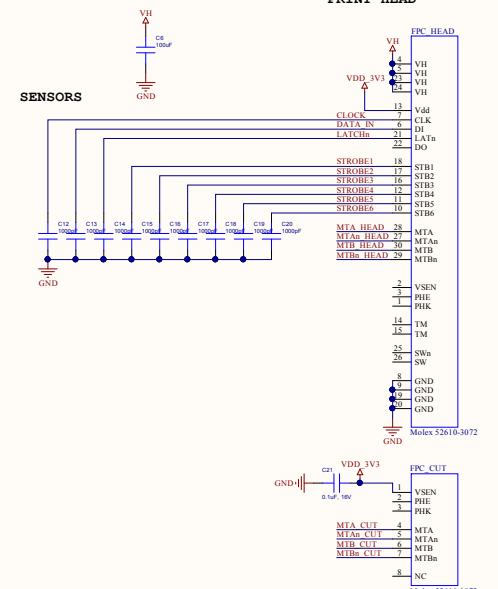 PRINT HEAD
VH
C6
100uF
GND
SENSORS
FPC_HEAD
VH
4 VH
5 VH
23 VH
24 VH
VDD_3V3
13 Vdd
CLOCK 7 CLK
DATA_IN 6 DI
LATCHn 21 LATn
22 DO
STROBE1 18 STB1
STROBE2 17 STB2
STROBE3 16 STB3
STROBE4 12 STB4
STROBE5 11 STB5
STROBE6 10 STB6
C12 C13 C14 C15 C16 C17 C18 C19 C20
1000pF 1000pF 1000pF 1000pF 1000pF 1000pF 1000pF 1000pF 1000pF
GND
MTA_HEAD 28 MTA
MTAn_HEAD 27 MTAn
MTB_HEAD 30 MTB
MTBn_HEAD 29 MTBn
2 VSEN
3 PHE
1 PHK
14 TM
15 TM
25 SWn
26 SW
8 GND
9 GND
19 GND
20 GND
GND
Molex 52610-3072
FPC_CUT
VDD_3V3
C21
GND
0.1uF, 16V
1 VSEN
2 PHE
3 PHK
MTA_CUT 4 MTA
MTAn_CUT 5 MTAn
MTB_CUT 6 MTB
MTBn_CUT 7 MTBn
8 NC